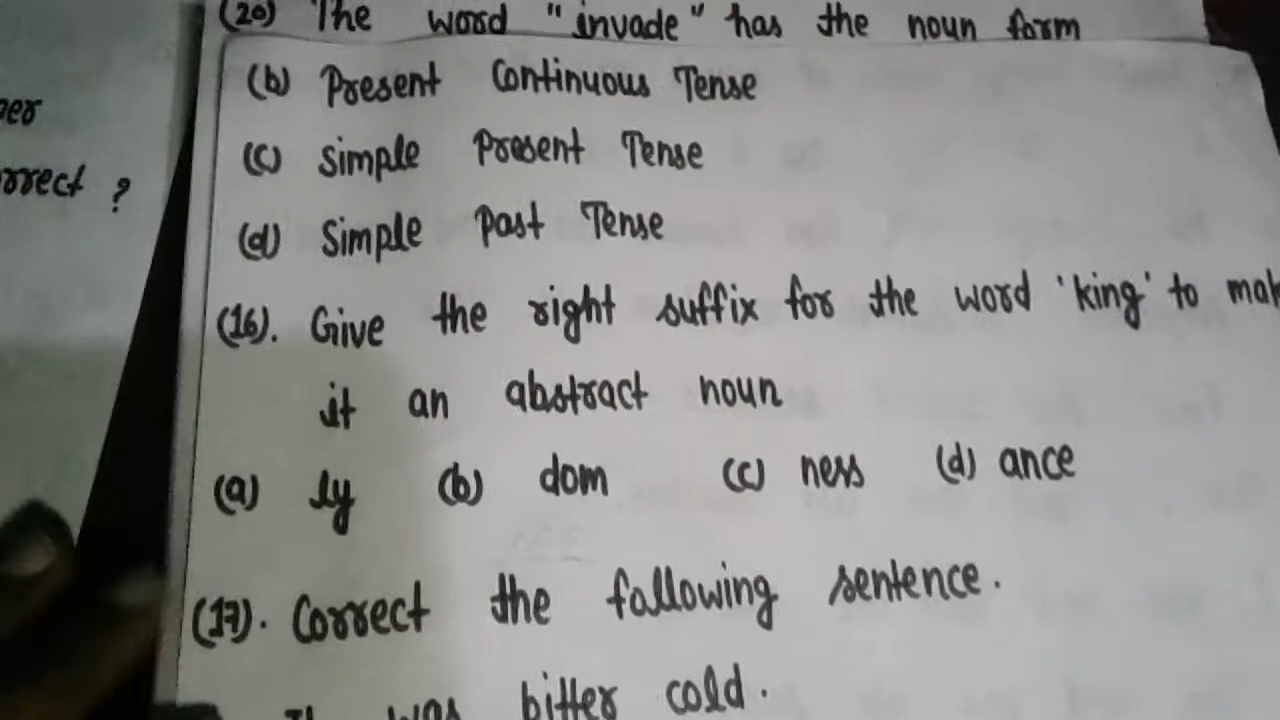 (20) The word "invade" has the noun form
(b) Present Continuous Tense
(c) Simple Present Tense
(d) Simple Past Tense
(16). Give the right suffix for the word 'king' to mak
it an abstract noun
(a) ly (b) dom (c) ness (d) ance
(17). Correct the following sentence.
was bitter cold.
rrect ?